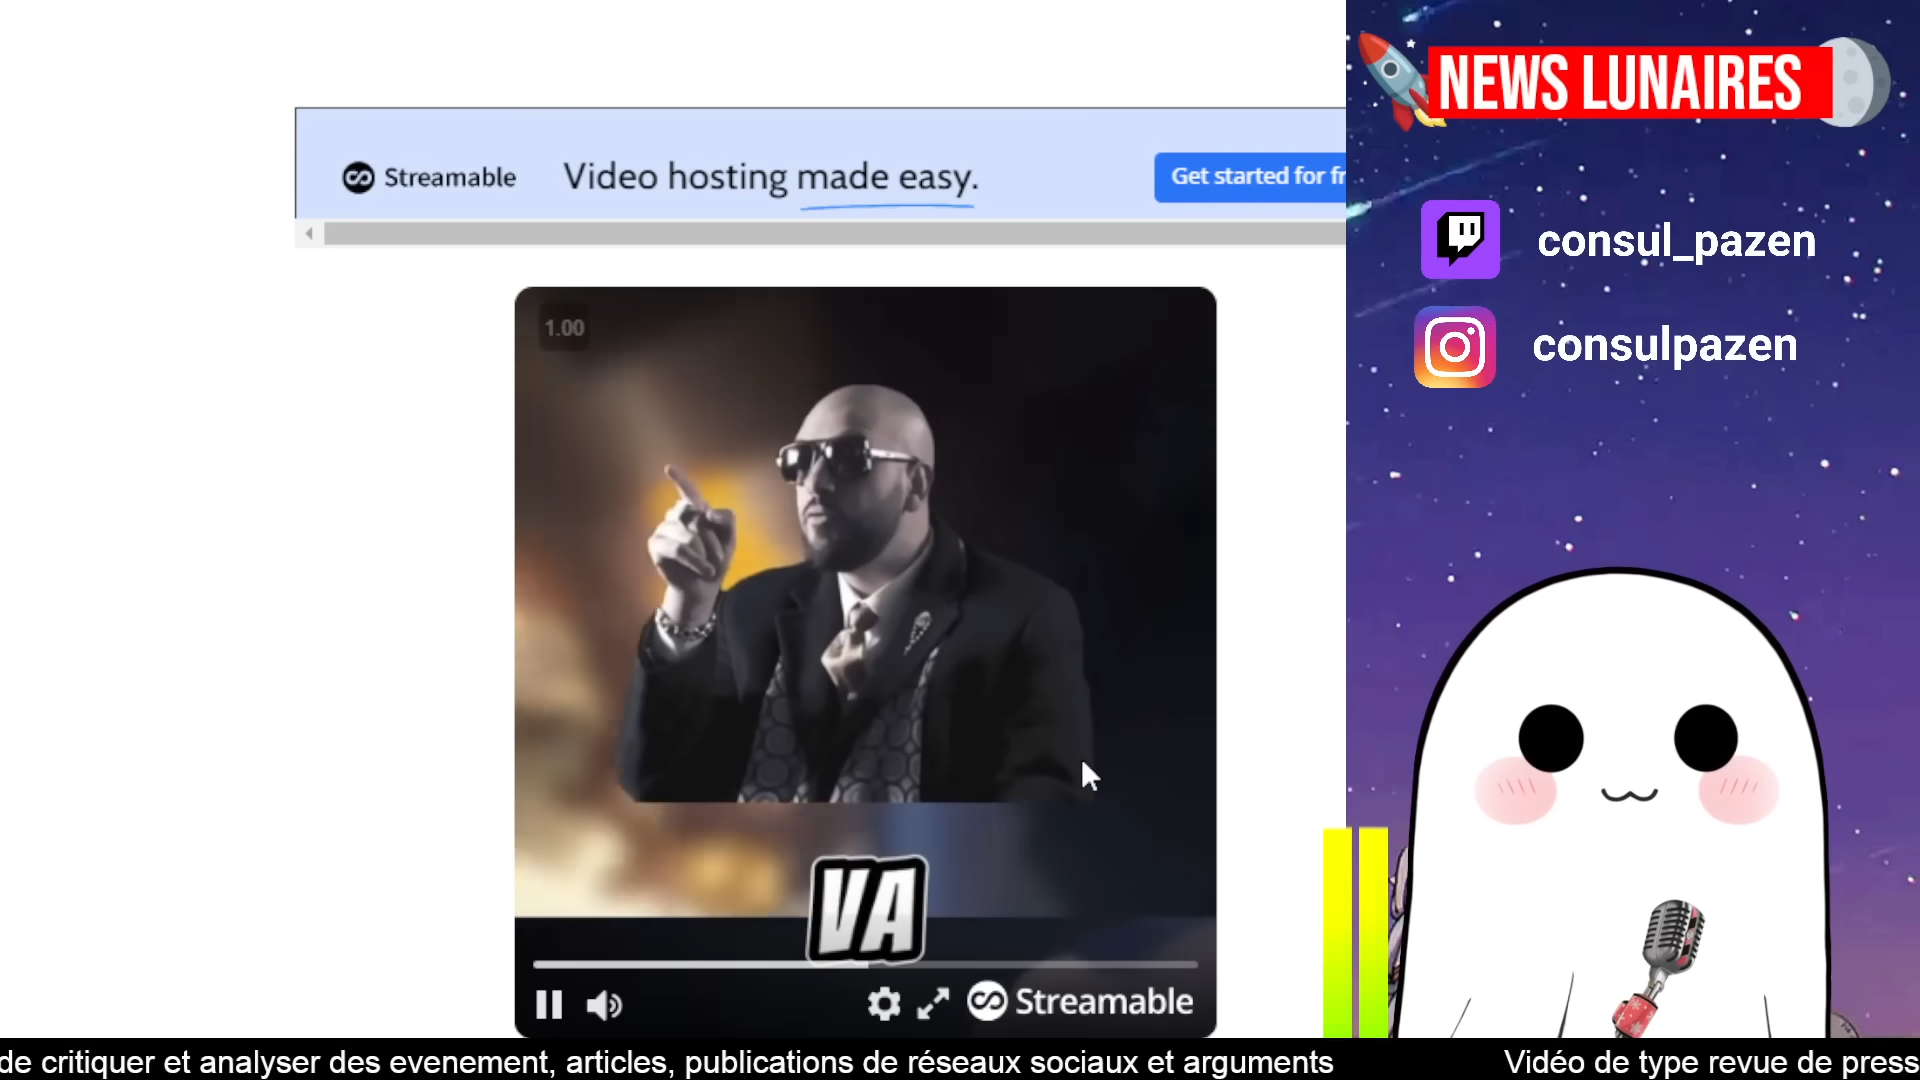 NEWS LUNAIRES
Streamable
Video hosting made easy.
Get started for fr
consul_pazen
consulpazen
1.00
VA
Streamable
de critiquer et analyser des evenement, articles, publications de réseaux sociaux et arguments
Vidéo de type revue de press